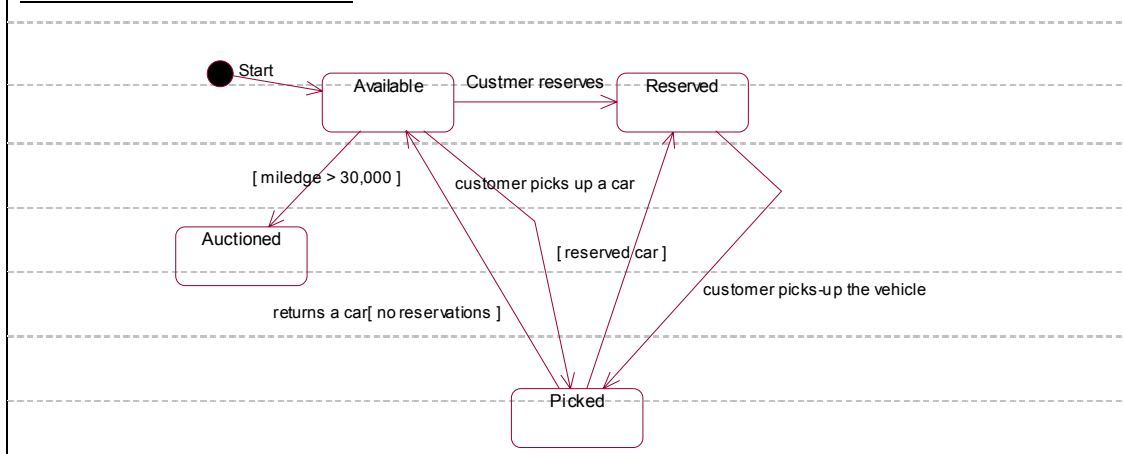 Start
Available
Custmer reserves
Reserved
[ miledge > 30,000 ]
customer picks up a car
Auctioned
[ reserved car ]
customer picks-up the vehicle
returns a car[ no reservations ]
Picked